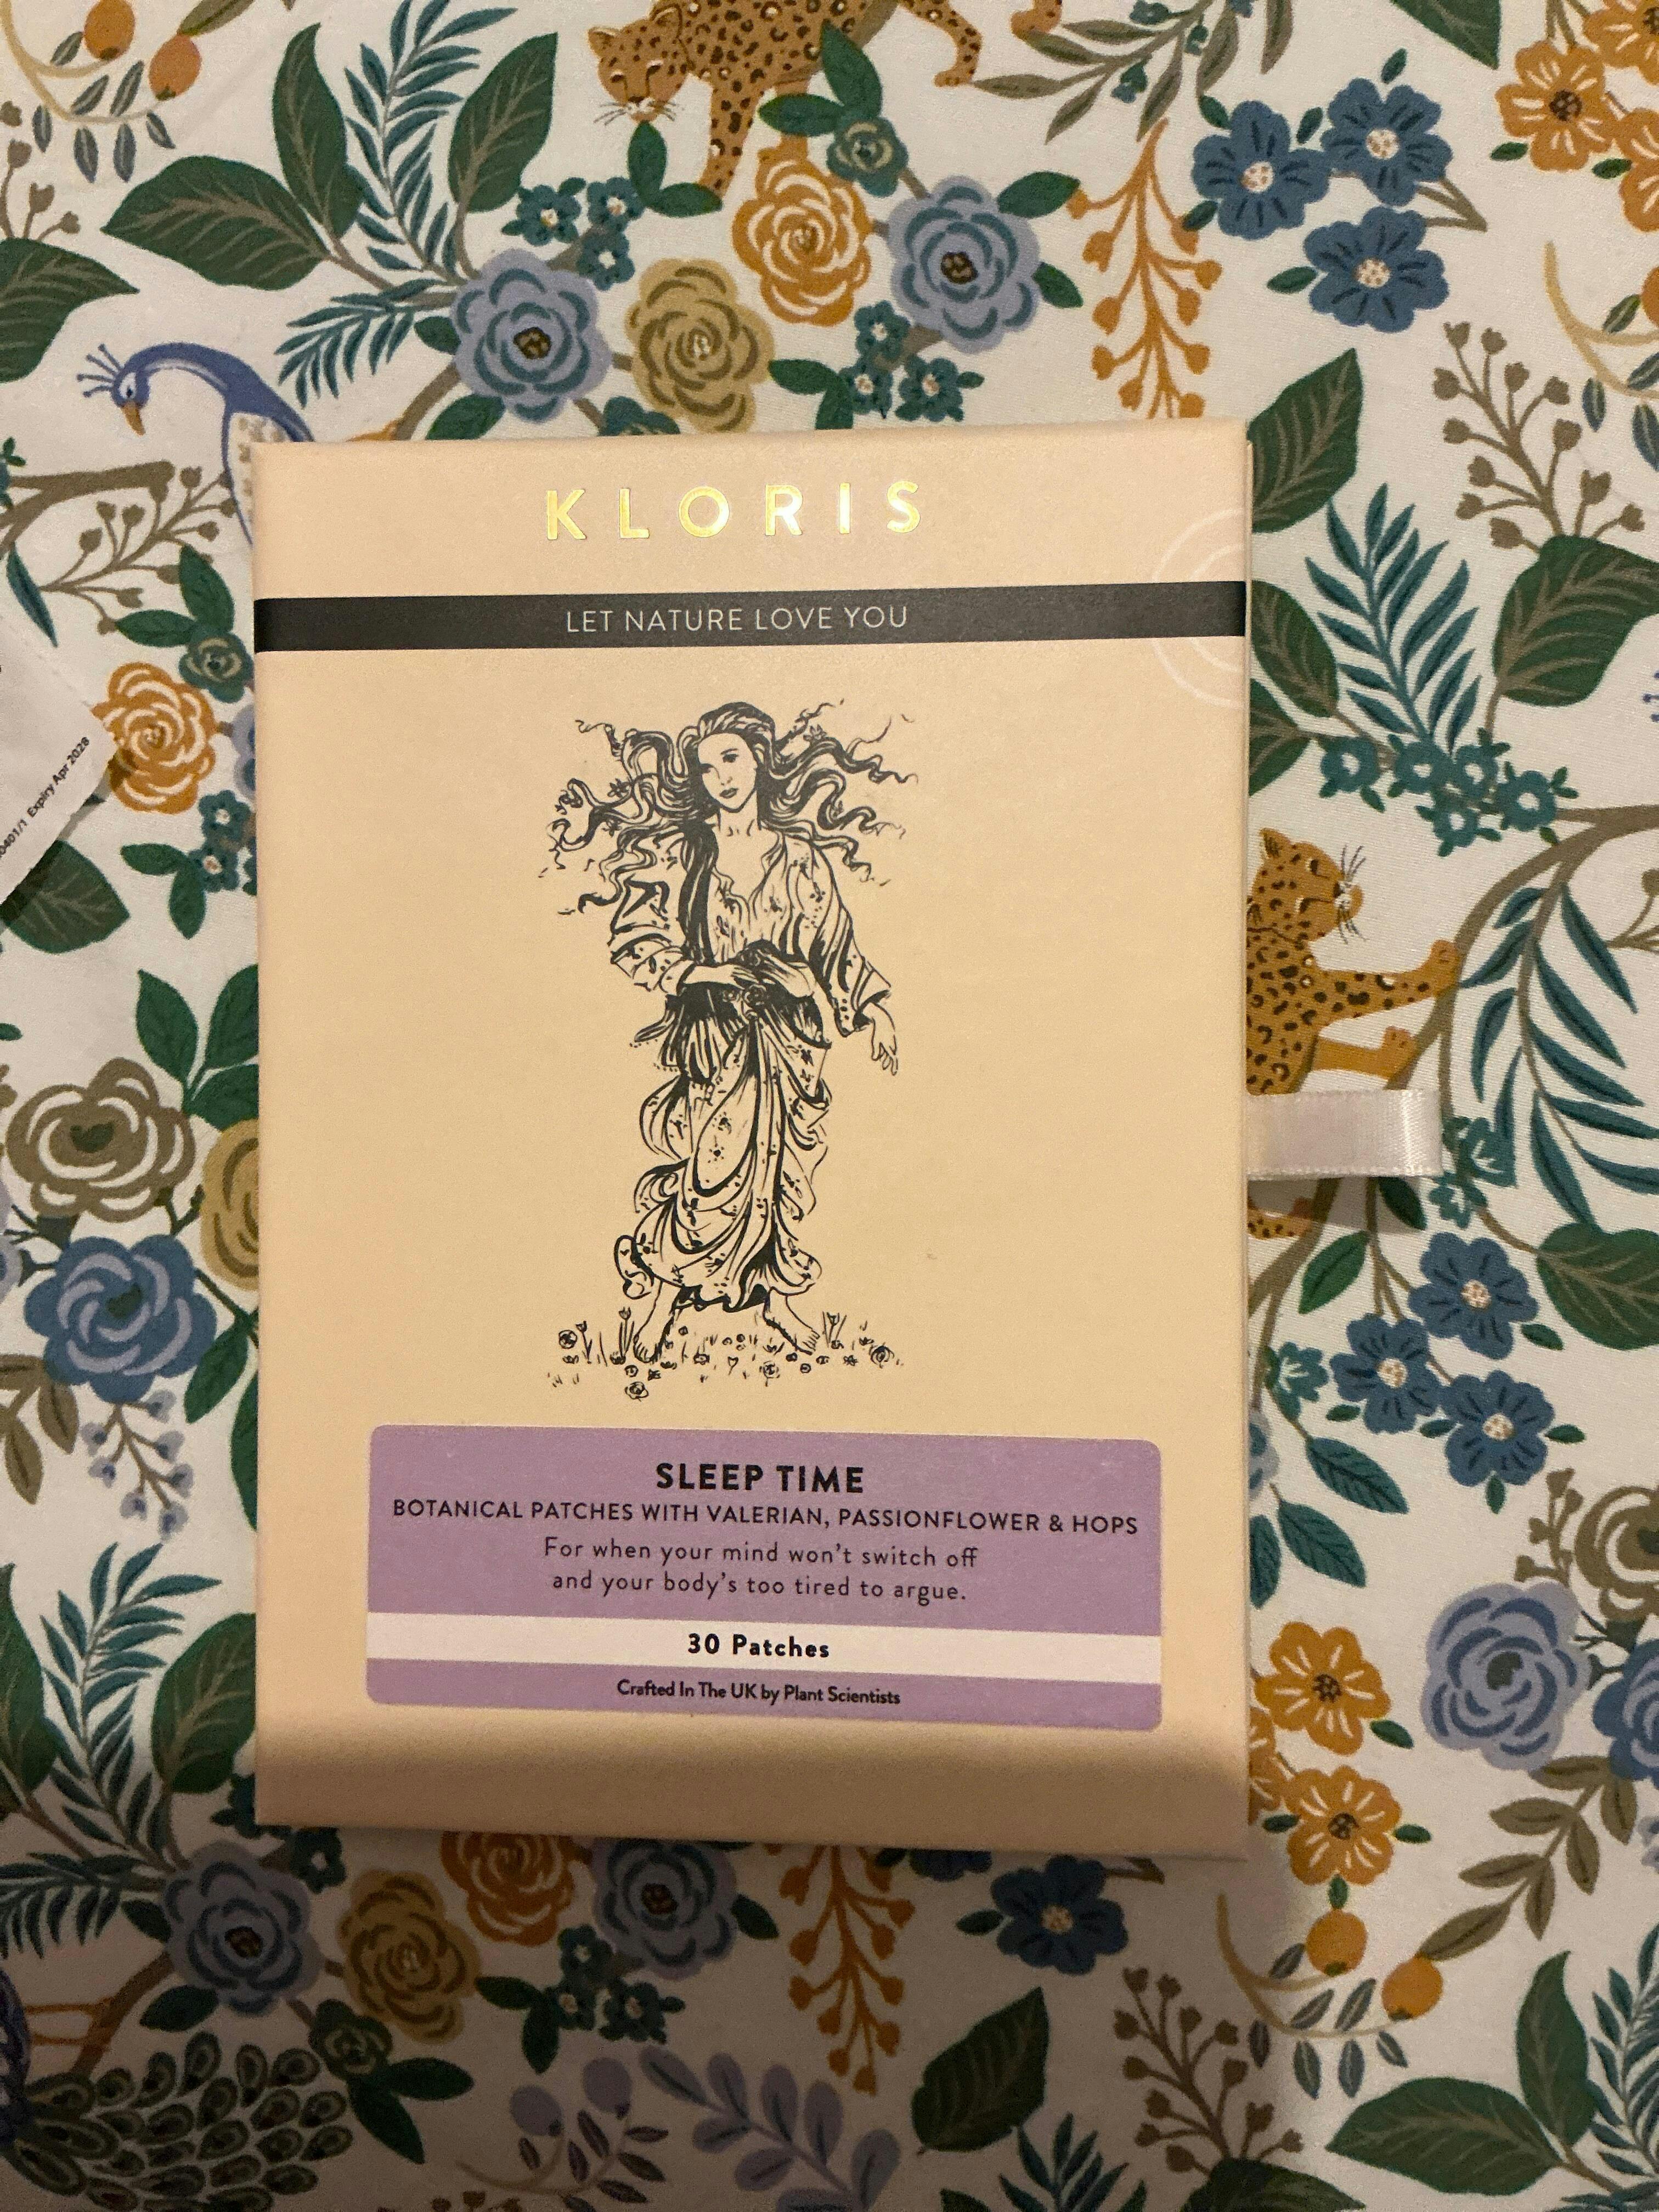 KLORIS
LET NATURE LOVE YOU
0401/1 Expiry Apr 2028
SLEEP TIME
BOTANICAL PATCHES WITH VALERIAN, PASSIONFLOWER & HOPS
For when your mind won't switch off
and your body's too tired to argue.
30 Patches
Crafted In The UK by Plant Scientists